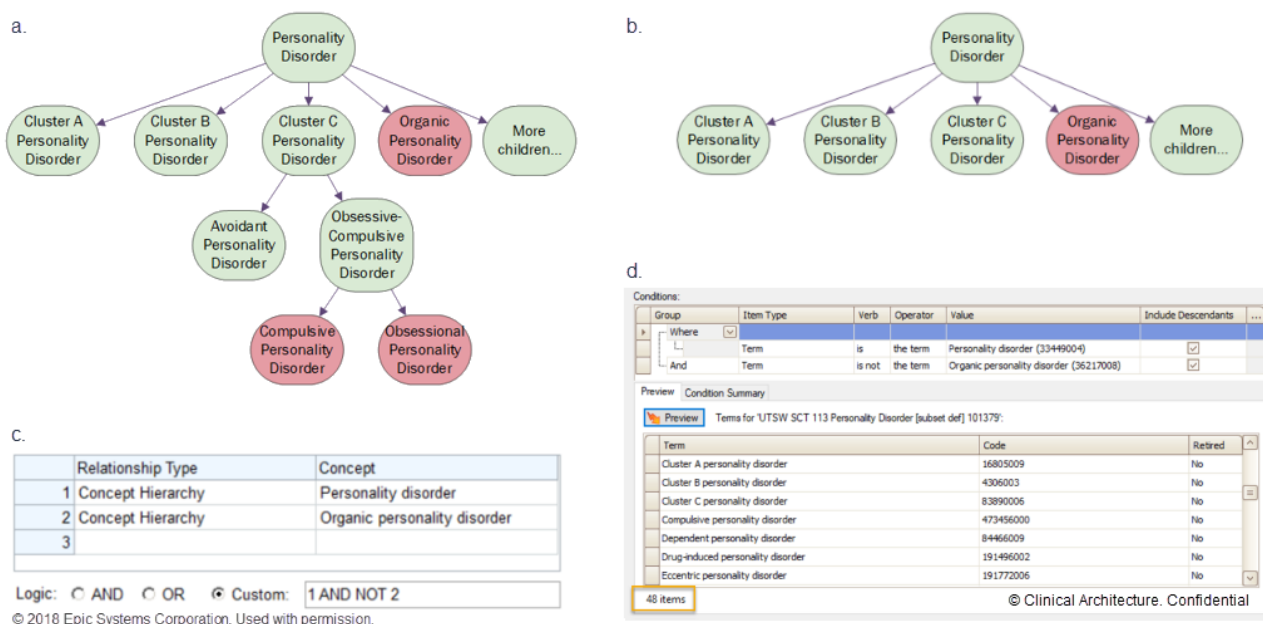 a.
Personality
Disorder
Cluster A
Personality
Disorder
Cluster B
Personality
Disorder
Cluster C
Personality
Disorder
Organic
Personality
Disorder
More
children...
Avoidant
Personality
Disorder
Obsessive-
Compulsive
Personality
Disorder
Compulsive
Personality
Disorder
Obsessional
Personality
Disorder
b.
Personality
Disorder
Cluster A
Personality
Disorder
Cluster B
Personality
Disorder
Cluster C
Personality
Disorder
Organic
Personality
Disorder
More
children...
c.
Relationship Type Concept
1 Concept Hierarchy Personality disorder
2 Concept Hierarchy Organic personality disorder
3
Logic: AND OR Custom: 1 AND NOT 2
© 2018 Epic Systems Corporation. Used with permission.
d.
Conditions:
Group Item Type Verb Operator Value Include Descendants ...
Where
Term is the term Personality disorder (33449004)
And Term is not the term Organic personality disorder (36217008)
Preview Condition Summary
Preview Terms for 'UTSW SCT 113 Personality Disorder [subset def] 101379':
Term Code Retired
Cluster A personality disorder 16805009 No
Cluster B personality disorder 4306003 No
Cluster C personality disorder 83890006 No
Compulsive personality disorder 473456000 No
Dependent personality disorder 84466009 No
Drug-induced personality disorder 191496002 No
Eccentric personality disorder 191772006 No
48 items
© Clinical Architecture. Confidential